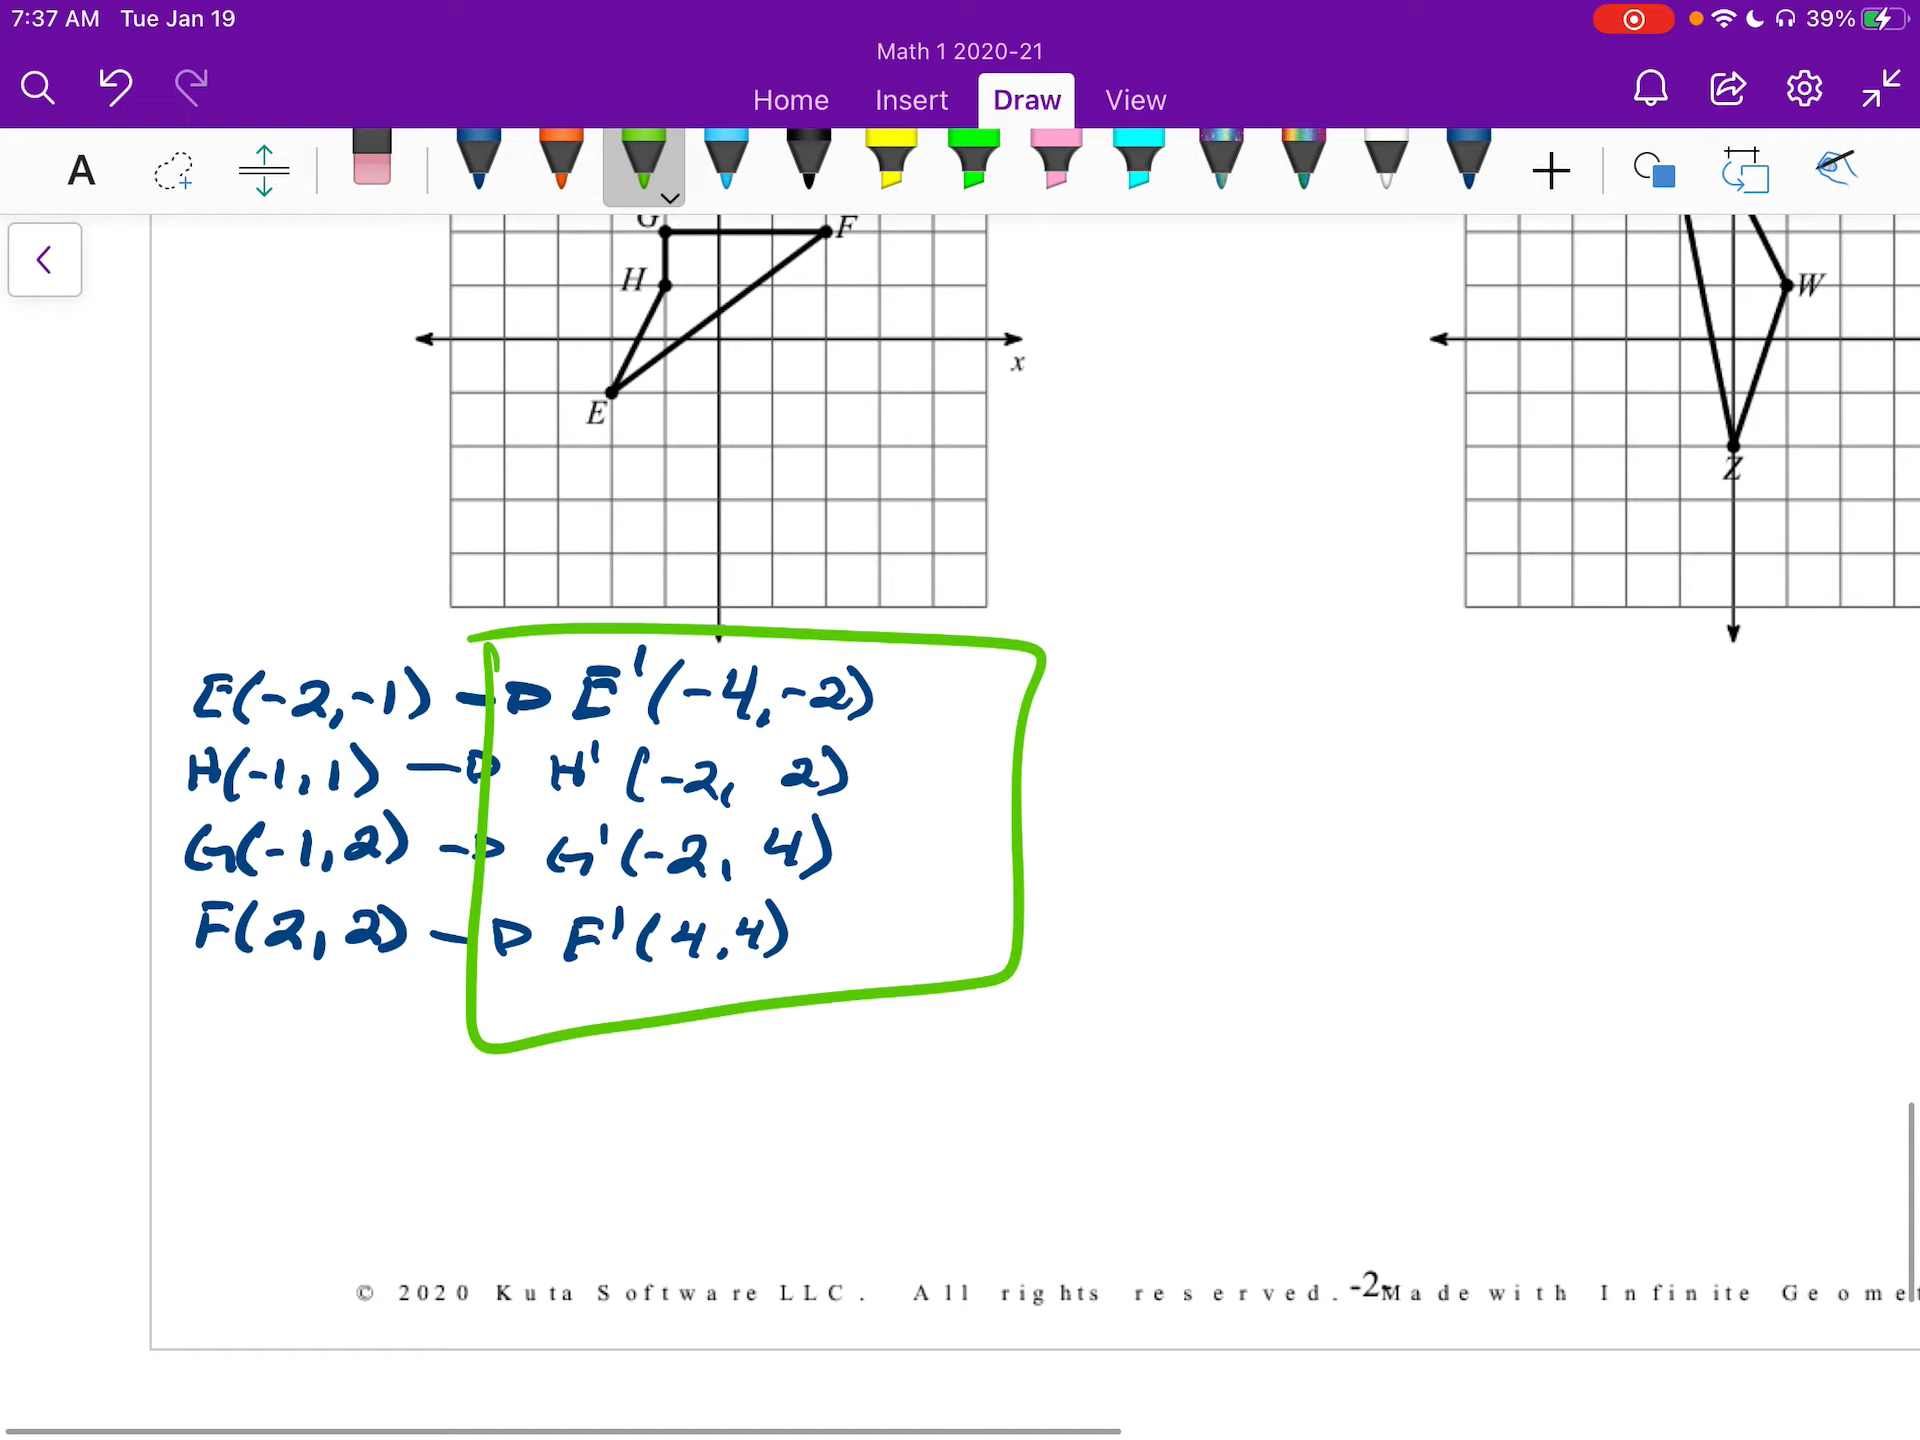 7:37 AM Tue Jan 19
39%
Math 1 2020-21
Home Insert Draw View
A
G F
H
W
x
E
Z
E(-2,-1) → E'(-4,-2)
H(-1,1) → H'(-2, 2)
G(-1,2) → G'(-2, 4)
F(2,2) → F'(4,4)
© 2020 Kuta Software LLC. All rights reserved. -2- Made with Infinite Geomet